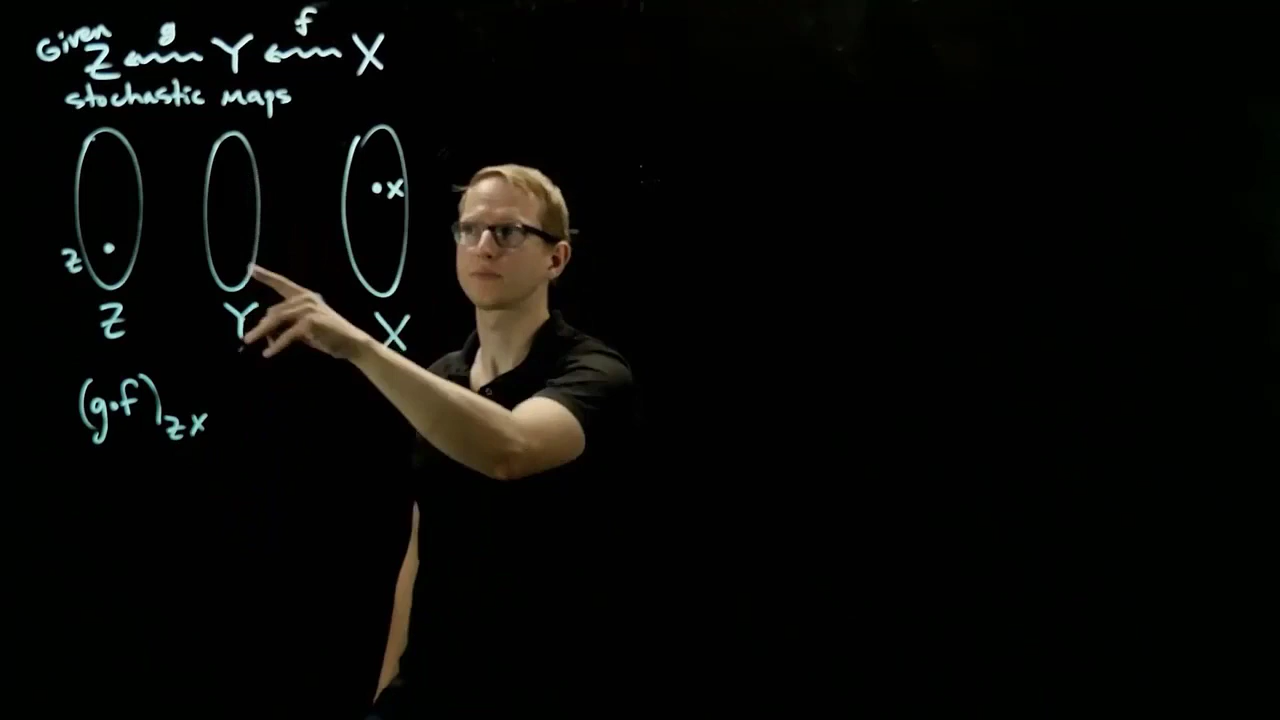 Given Z ⇜ g Y ⇜ f X
stochastic maps
x
z
Z Y X
(g∘f)zx